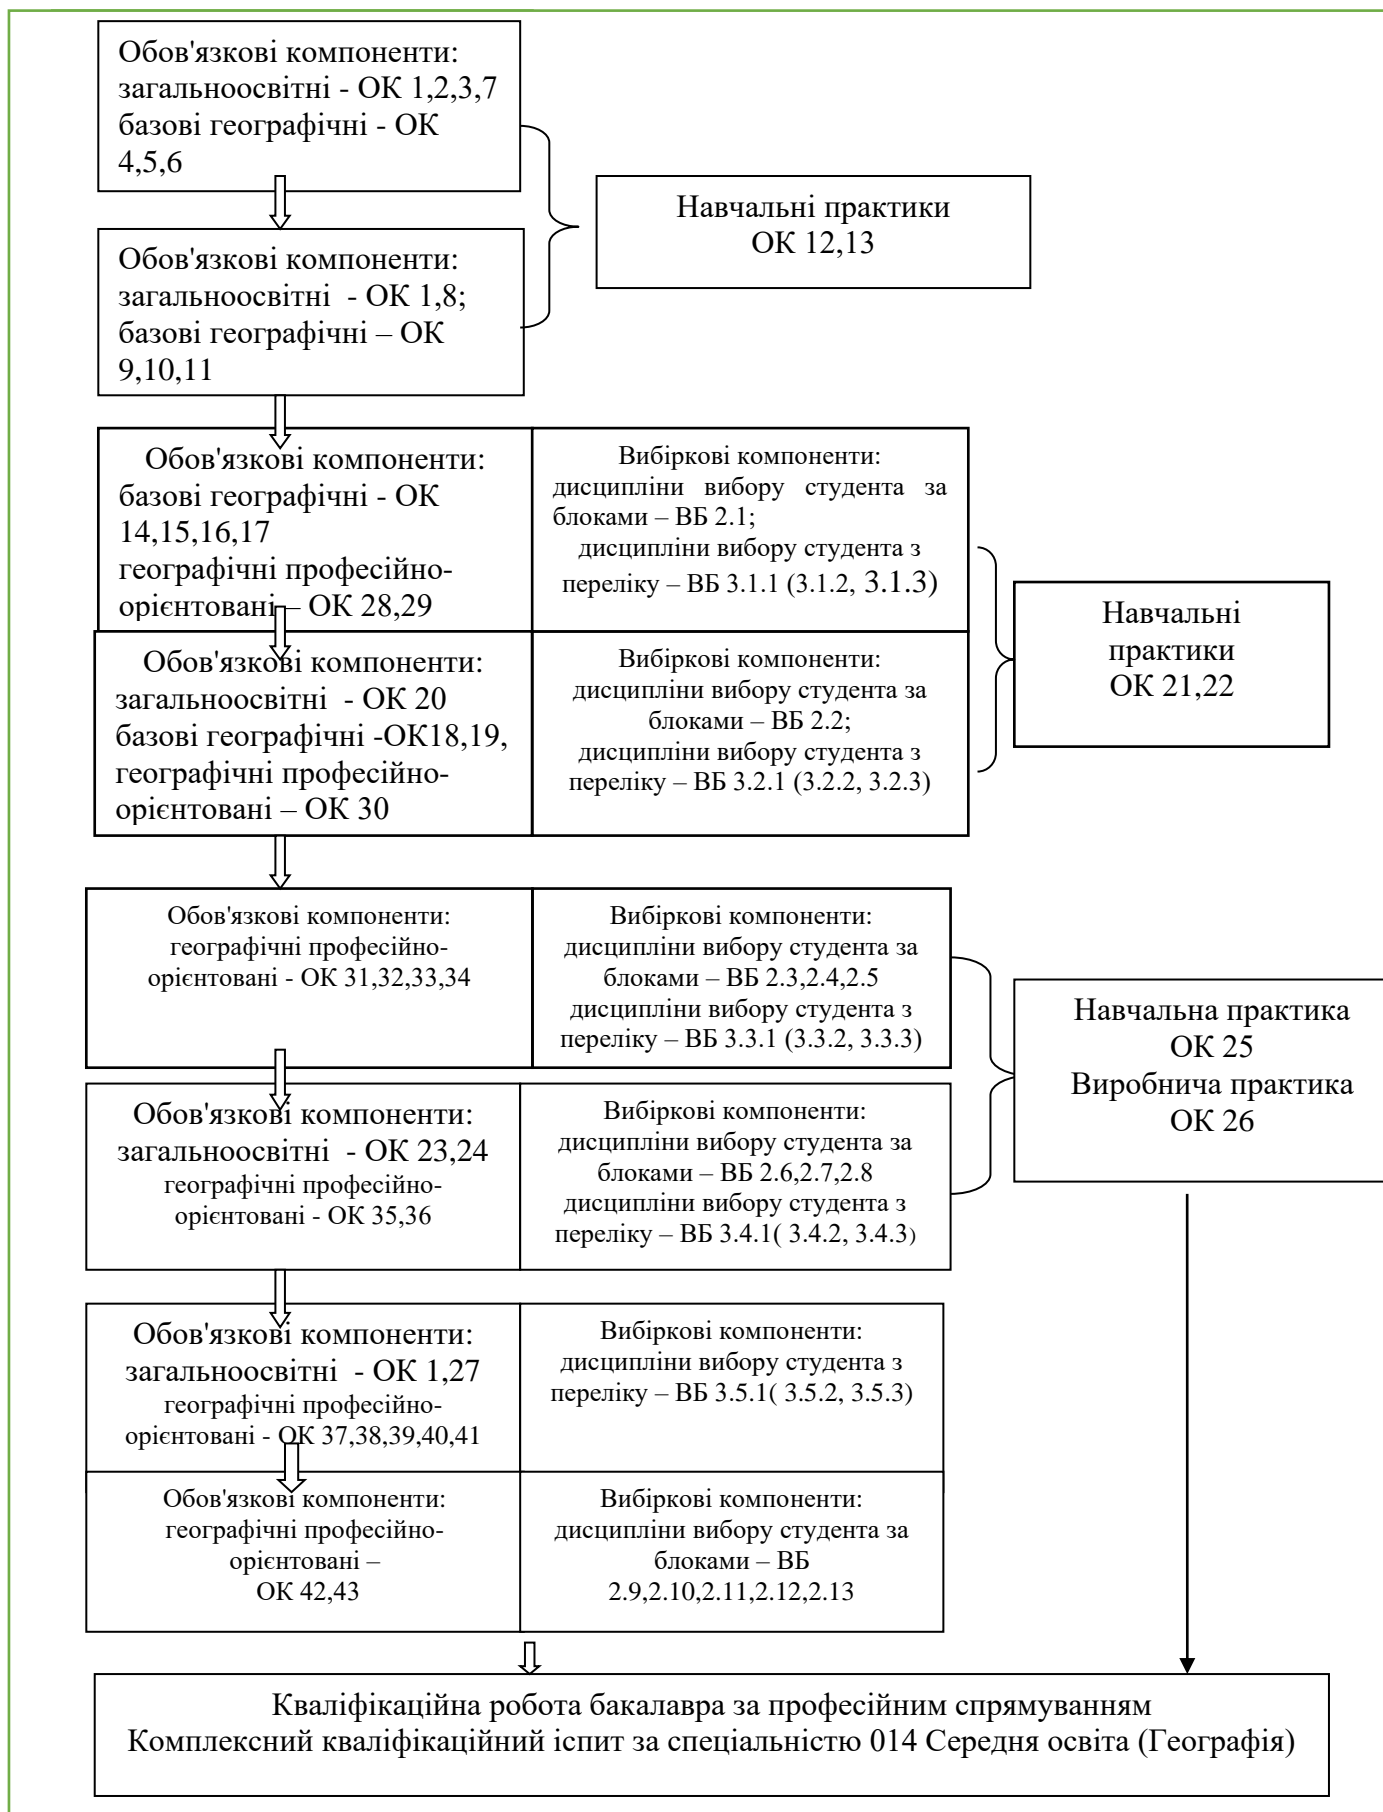 Обов'язкові компоненти:
загальноосвітні - ОК 1,2,3,7
базові географічні - ОК
4,5,6
Навчальні практики
ОК 12,13
Обов'язкові компоненти:
загальноосвітні - ОК 1,8;
базові географічні – ОК
9,10,11
Обов'язкові компоненти:
базові географічні - ОК
14,15,16,17
географічні професійно-
орієнтовані – ОК 28,29
Вибіркові компоненти:
дисципліни вибору студента за
блоками – ВБ 2.1;
дисципліни вибору студента з
переліку – ВБ 3.1.1 (3.1.2, 3.1.3)
Навчальні
практики
ОК 21,22
Обов'язкові компоненти:
загальноосвітні - ОК 20
базові географічні -ОК18,19,
географічні професійно-
орієнтовані – ОК 30
Вибіркові компоненти:
дисципліни вибору студента за
блоками – ВБ 2.2;
дисципліни вибору студента з
переліку – ВБ 3.2.1 (3.2.2, 3.2.3)
Обов'язкові компоненти:
географічні професійно-
орієнтовані - ОК 31,32,33,34
Вибіркові компоненти:
дисципліни вибору студента за
блоками – ВБ 2.3,2.4,2.5
дисципліни вибору студента з
переліку – ВБ 3.3.1 (3.3.2, 3.3.3)
Навчальна практика
ОК 25
Виробнича практика
ОК 26
Обов'язкові компоненти:
загальноосвітні - ОК 23,24
географічні професійно-
орієнтовані - ОК 35,36
Вибіркові компоненти:
дисципліни вибору студента за
блоками – ВБ 2.6,2.7,2.8
дисципліни вибору студента з
переліку – ВБ 3.4.1( 3.4.2, 3.4.3)
Обов'язкові компоненти:
загальноосвітні - ОК 1,27
географічні професійно-
орієнтовані - ОК 37,38,39,40,41
Вибіркові компоненти:
дисципліни вибору студента з
переліку – ВБ 3.5.1( 3.5.2, 3.5.3)
Обов'язкові компоненти:
географічні професійно-
орієнтовані –
ОК 42,43
Вибіркові компоненти:
дисципліни вибору студента за
блоками – ВБ
2.9,2.10,2.11,2.12,2.13
Кваліфікаційна робота бакалавра за професійним спрямуванням
Комплексний кваліфікаційний іспит за спеціальністю 014 Середня освіта (Географія)